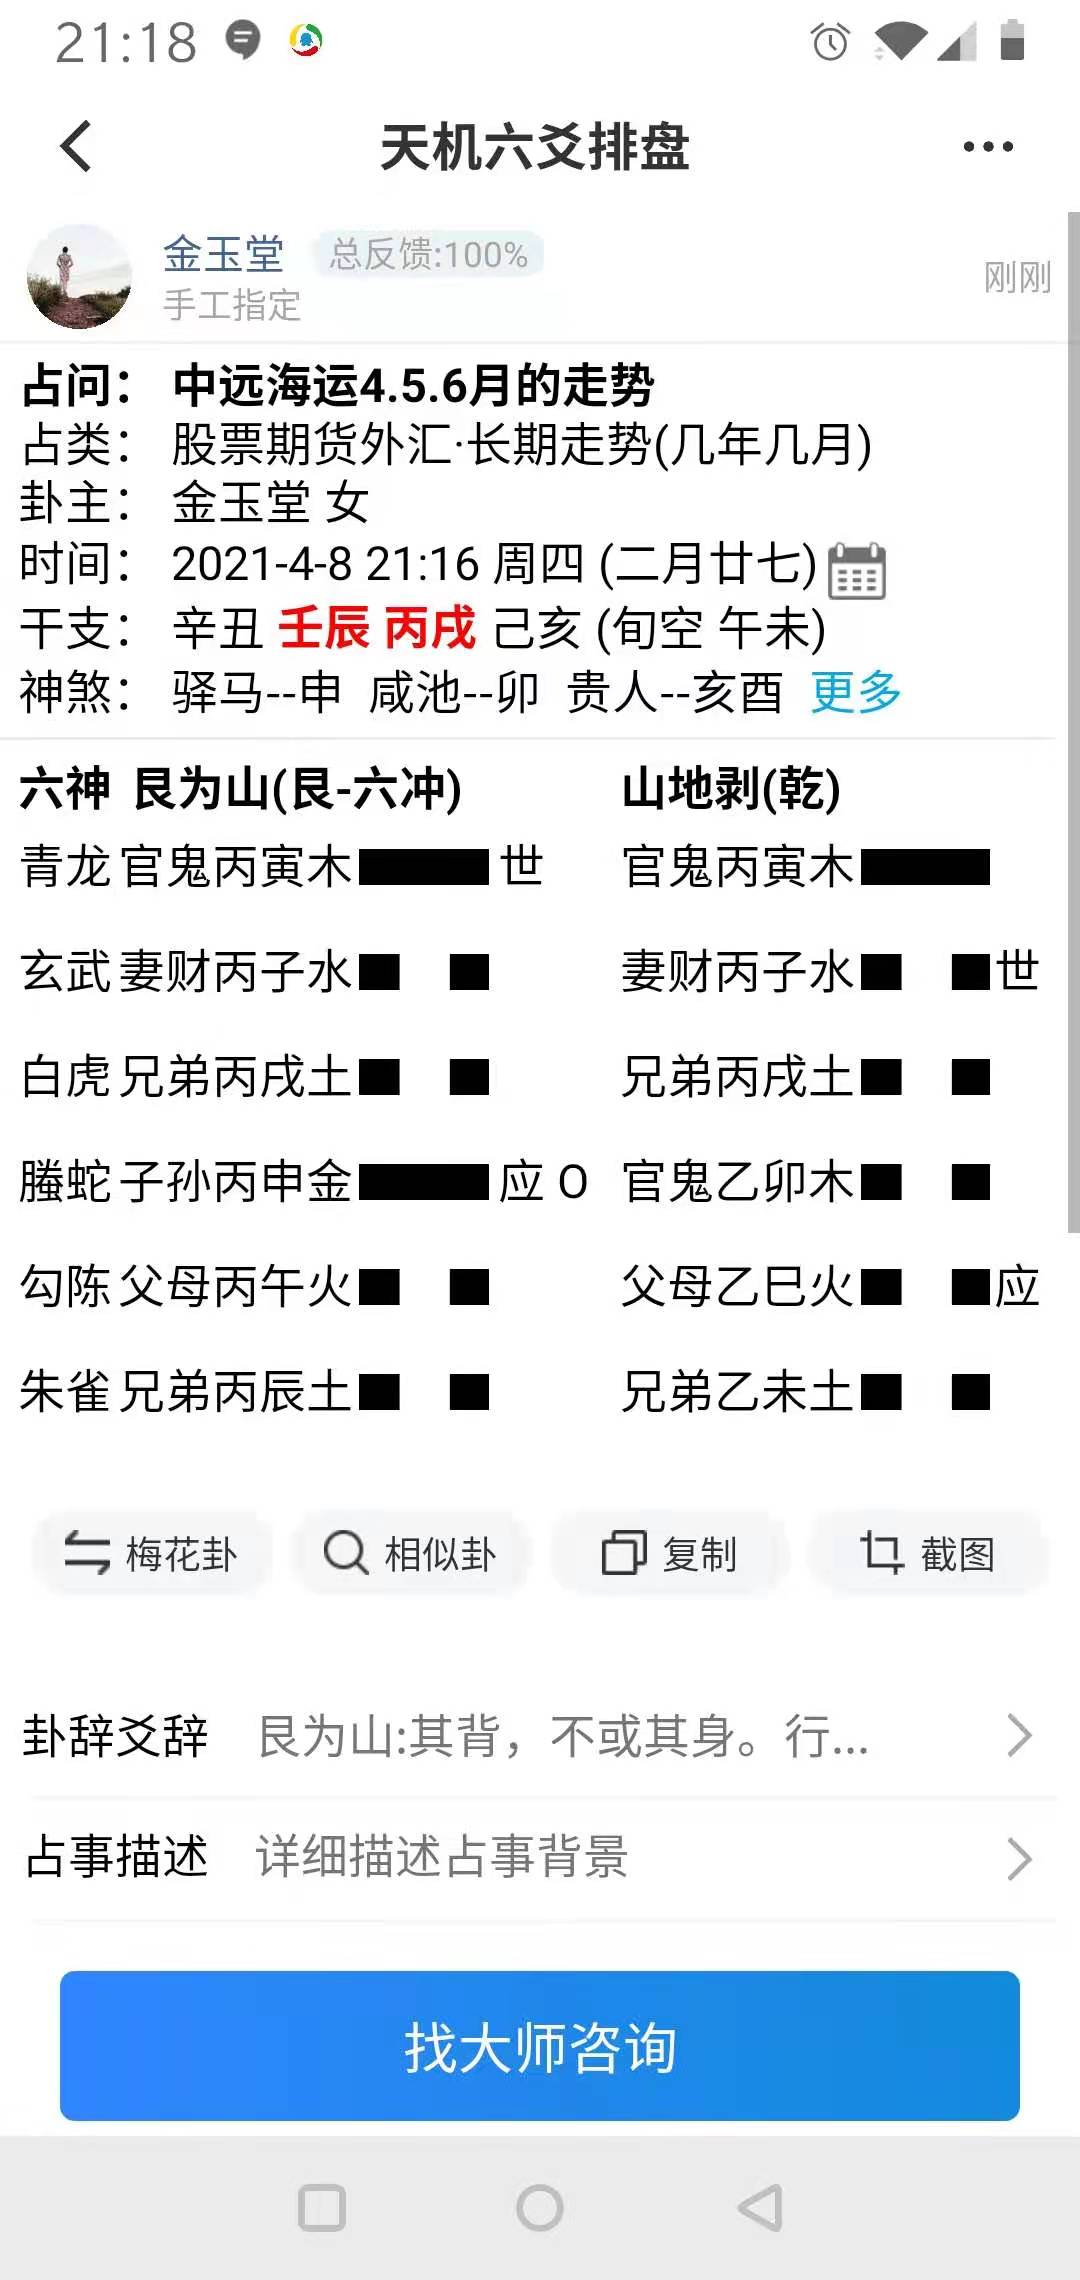 21:18
天机六爻排盘
金玉堂 总反馈:100%
手工指定
刚刚
占问： 中远海运4.5.6月的走势
占类： 股票期货外汇·长期走势(几年几月)
卦主： 金玉堂 女
时间： 2021-4-8 21:16 周四 (二月廿七)
干支： 辛丑 壬辰 丙戌 己亥 (旬空 午未)
神煞： 驿马--申 咸池--卯 贵人--亥酉 更多
六神 艮为山(艮-六冲) 山地剥(乾)
青龙 官鬼丙寅木 世 官鬼丙寅木
玄武 妻财丙子水 妻财丙子水 世
白虎 兄弟丙戌土 兄弟丙戌土
螣蛇 子孙丙申金 应 O 官鬼乙卯木
勾陈 父母丙午火 父母乙巳火 应
朱雀 兄弟丙辰土 兄弟乙未土
梅花卦 相似卦 复制 截图
卦辞爻辞 艮为山:其背，不或其身。行...
占事描述 详细描述占事背景
找大师咨询